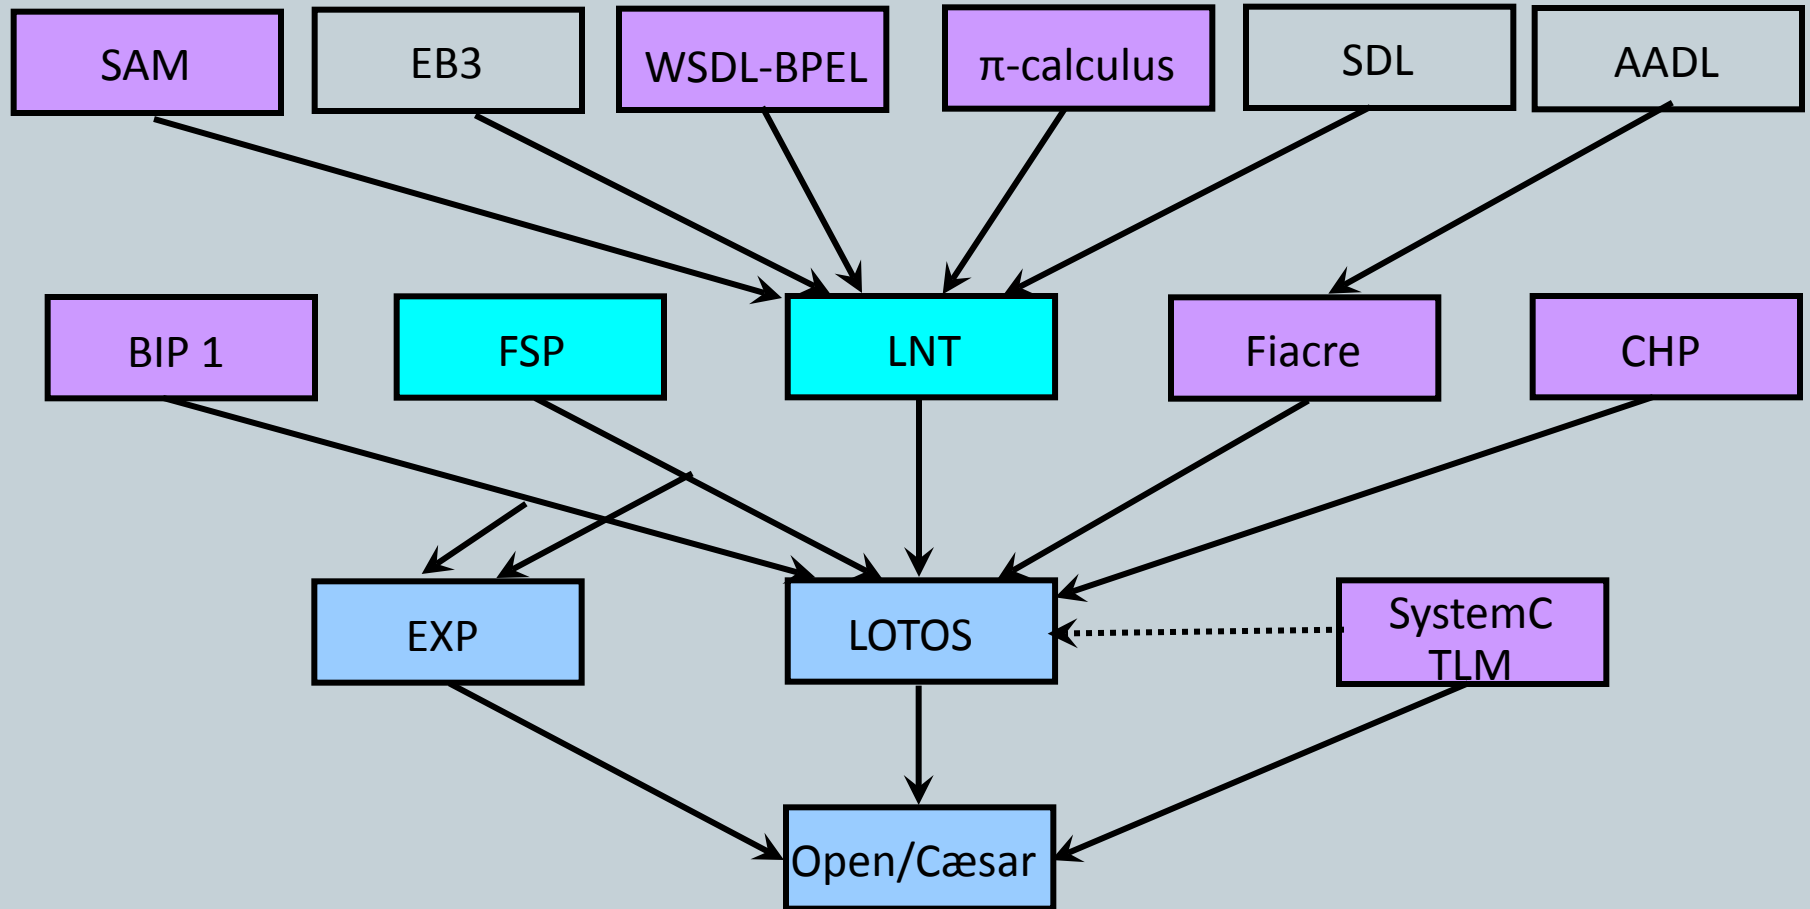 SAM
EB3
WSDL-BPEL
π-calculus
SDL
AADL
BIP 1
FSP
LNT
Fiacre
CHP
EXP
LOTOS
SystemC
TLM
Open/Cæsar